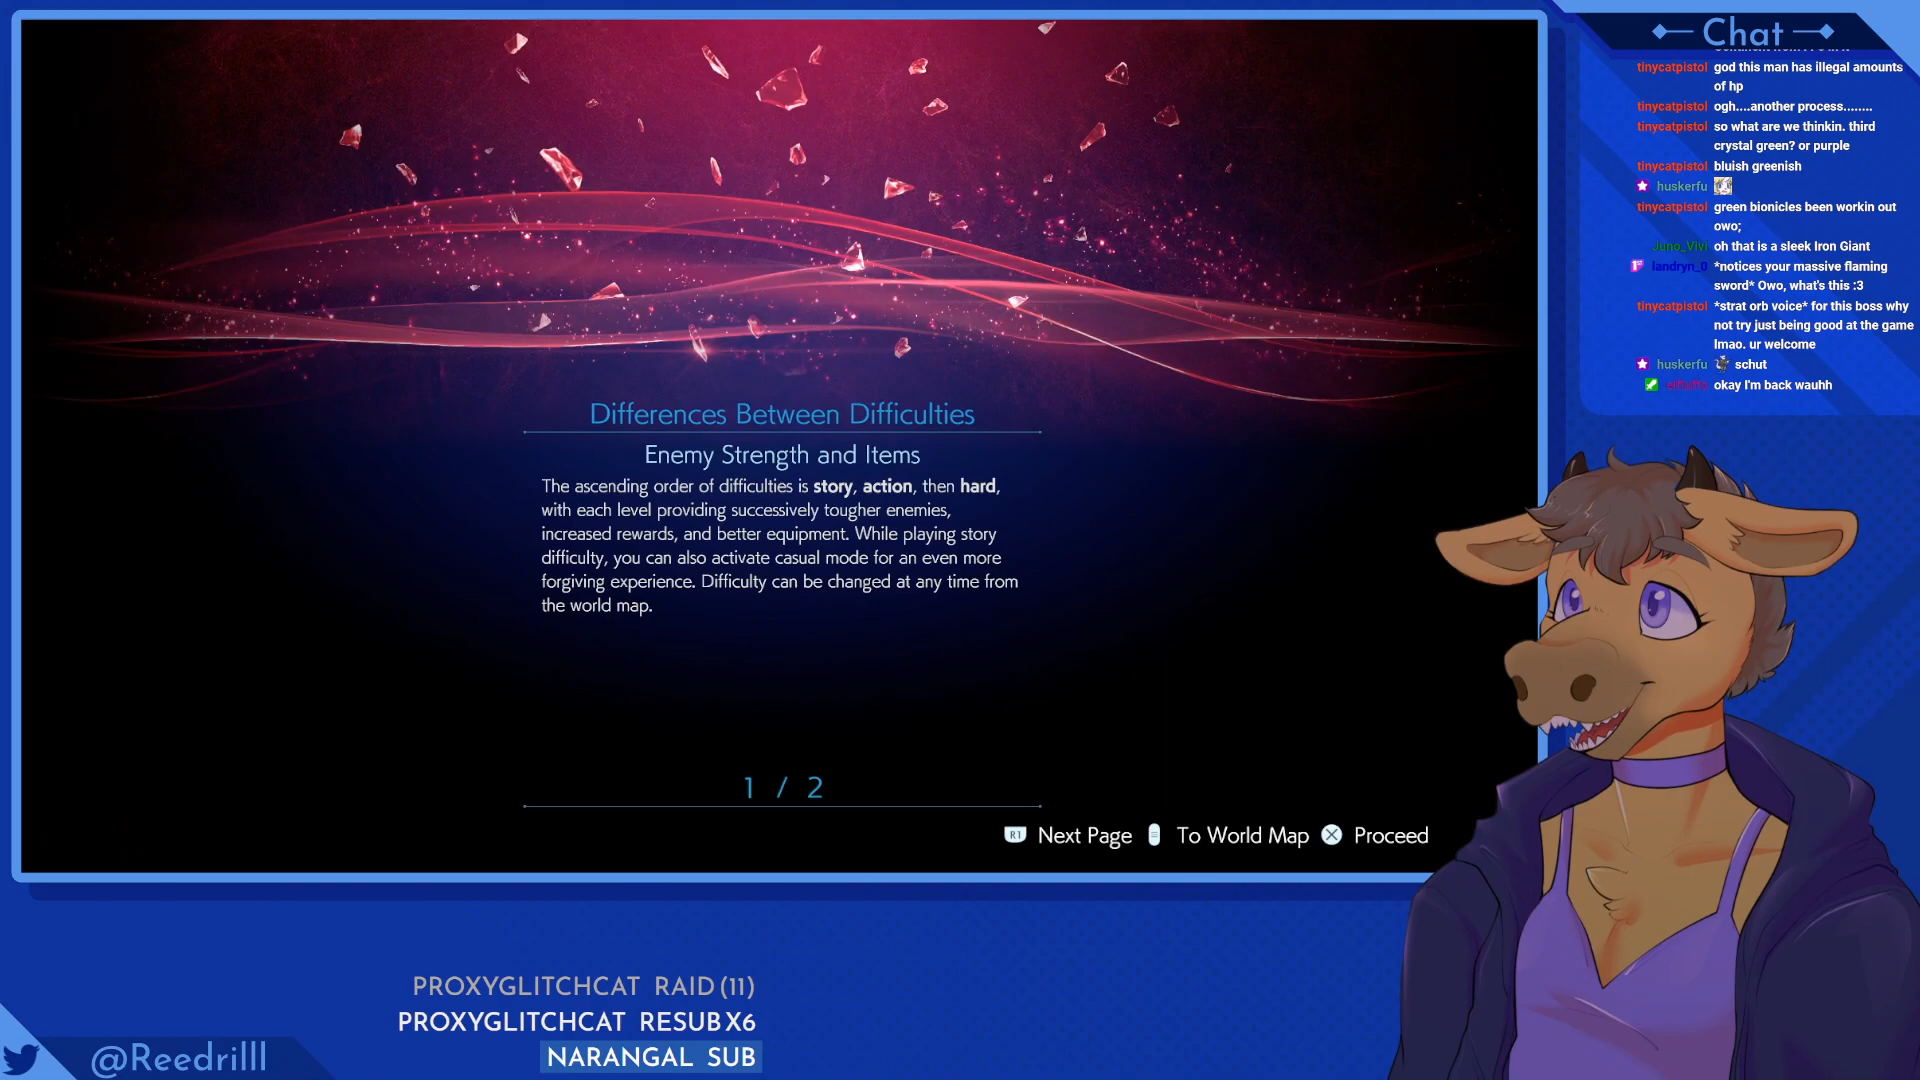 Chat
tinycatpistol god this man has illegal amounts
of hp
tinycatpistol ogh....another process........
tinycatpistol so what are we thinkin. third
crystal green? or purple
tinycatpistol bluish greenish
huskerfu
tinycatpistol green bionicles been workin out
owo;
Juno_Vivi oh that is a sleek Iron Giant
landryn_0 *notices your massive flaming
sword* Owo, what's this :3
tinycatpistol *strat orb voice* for this boss why
not try just being good at the game
lmao. ur welcome
huskerfu schut
okay I'm back wauhh
Differences Between Difficulties
Enemy Strength and Items
The ascending order of difficulties is story, action, then hard,
with each level providing successively tougher enemies,
increased rewards, and better equipment. While playing story
difficulty, you can also activate casual mode for an even more
forgiving experience. Difficulty can be changed at any time from
the world map.
1 / 2
R1 Next Page To World Map Proceed
PROXYGLITCHCAT RAID (11)
PROXYGLITCHCAT RESUB X6
NARANGAL SUB
@Reedrilll